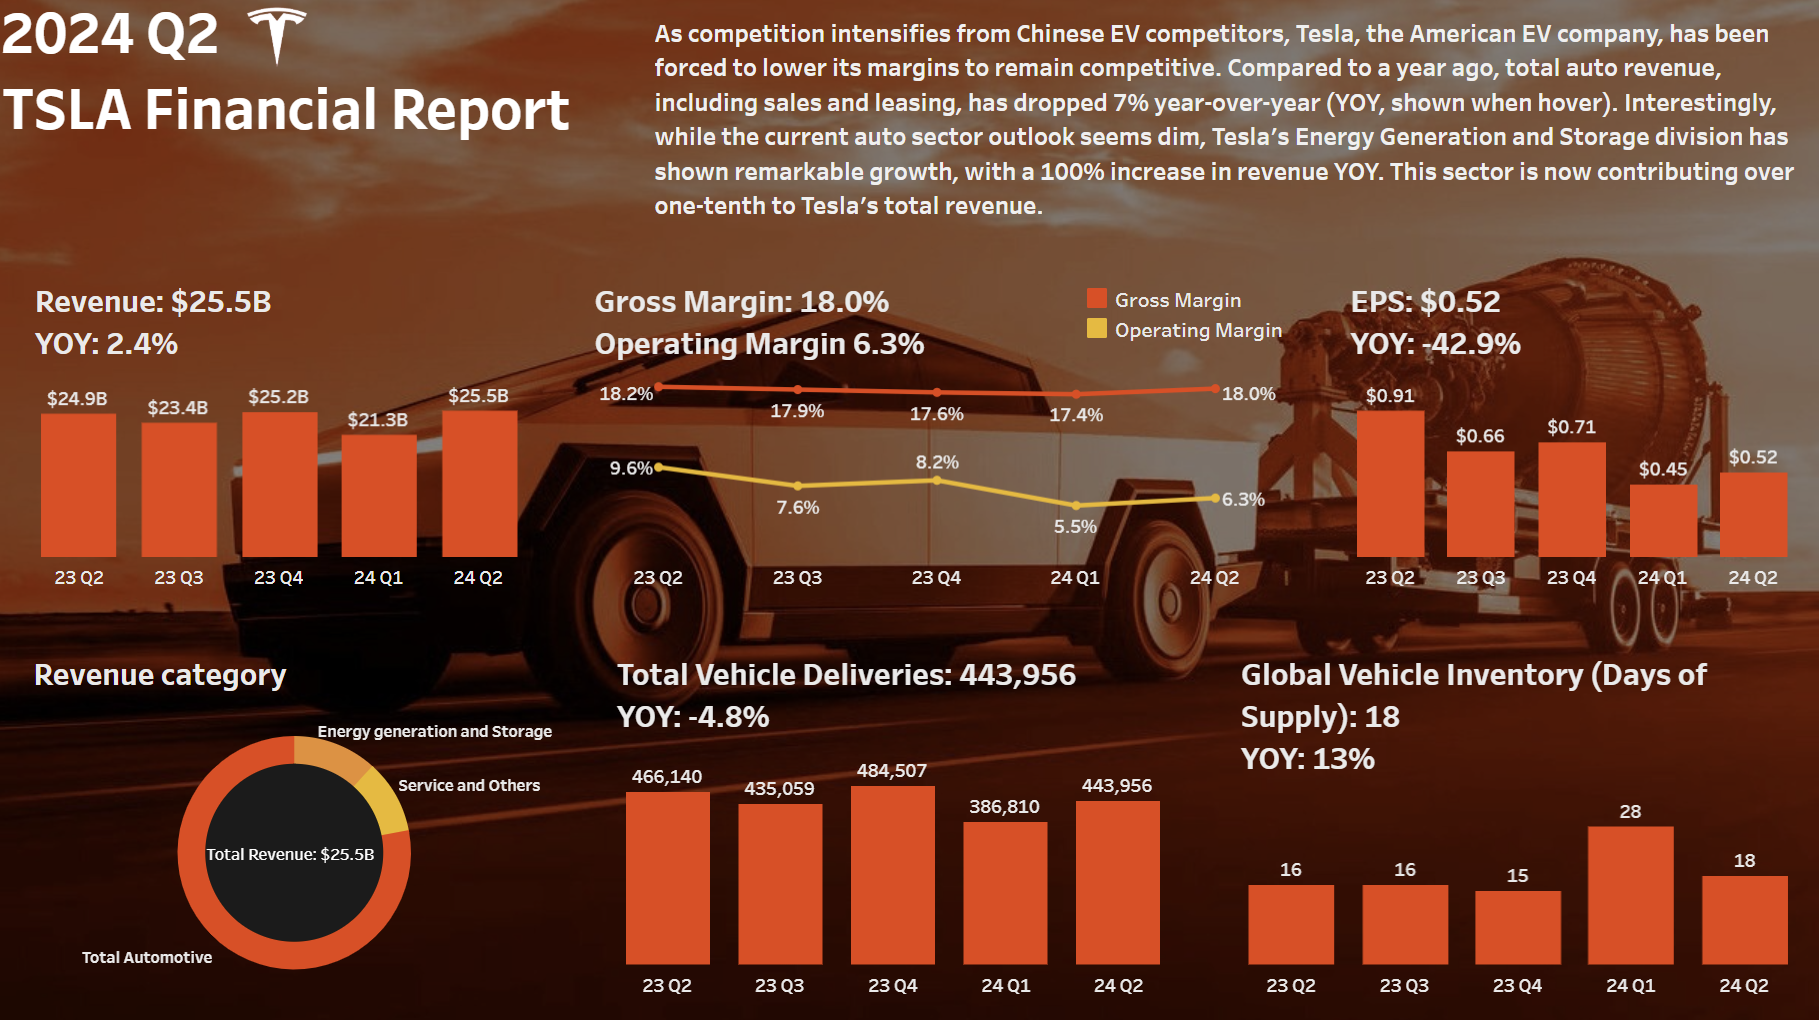 2024 Q2
TSLA Financial Report
As competition intensifies from Chinese EV competitors, Tesla, the American EV company, has been
forced to lower its margins to remain competitive. Compared to a year ago, total auto revenue,
including sales and leasing, has dropped 7% year-over-year (YOY, shown when hover). Interestingly,
while the current auto sector outlook seems dim, Tesla's Energy Generation and Storage division has
shown remarkable growth, with a 100% increase in revenue YOY. This sector is now contributing over
one-tenth to Tesla's total revenue.
Revenue: $25.5B
YOY: 2.4%
$24.9B
$23.4B
$25.2B
$21.3B
$25.5B
23 Q2
23 Q3
23 Q4
24 Q1
24 Q2
Gross Margin: 18.0%
Operating Margin 6.3%
Gross Margin
Operating Margin
18.2%
17.9%
17.6%
17.4%
18.0%
9.6%
7.6%
8.2%
5.5%
6.3%
23 Q2
23 Q3
23 Q4
24 Q1
24 Q2
EPS: $0.52
YOY: -42.9%
$0.91
$0.66
$0.71
$0.45
$0.52
23 Q2
23 Q3
23 Q4
24 Q1
24 Q2
Revenue category
Energy generation and Storage
Service and Others
Total Revenue: $25.5B
Total Automotive
Total Vehicle Deliveries: 443,956
YOY: -4.8%
466,140
435,059
484,507
386,810
443,956
23 Q2
23 Q3
23 Q4
24 Q1
24 Q2
Global Vehicle Inventory (Days of
Supply): 18
YOY: 13%
16
16
15
28
18
23 Q2
23 Q3
23 Q4
24 Q1
24 Q2